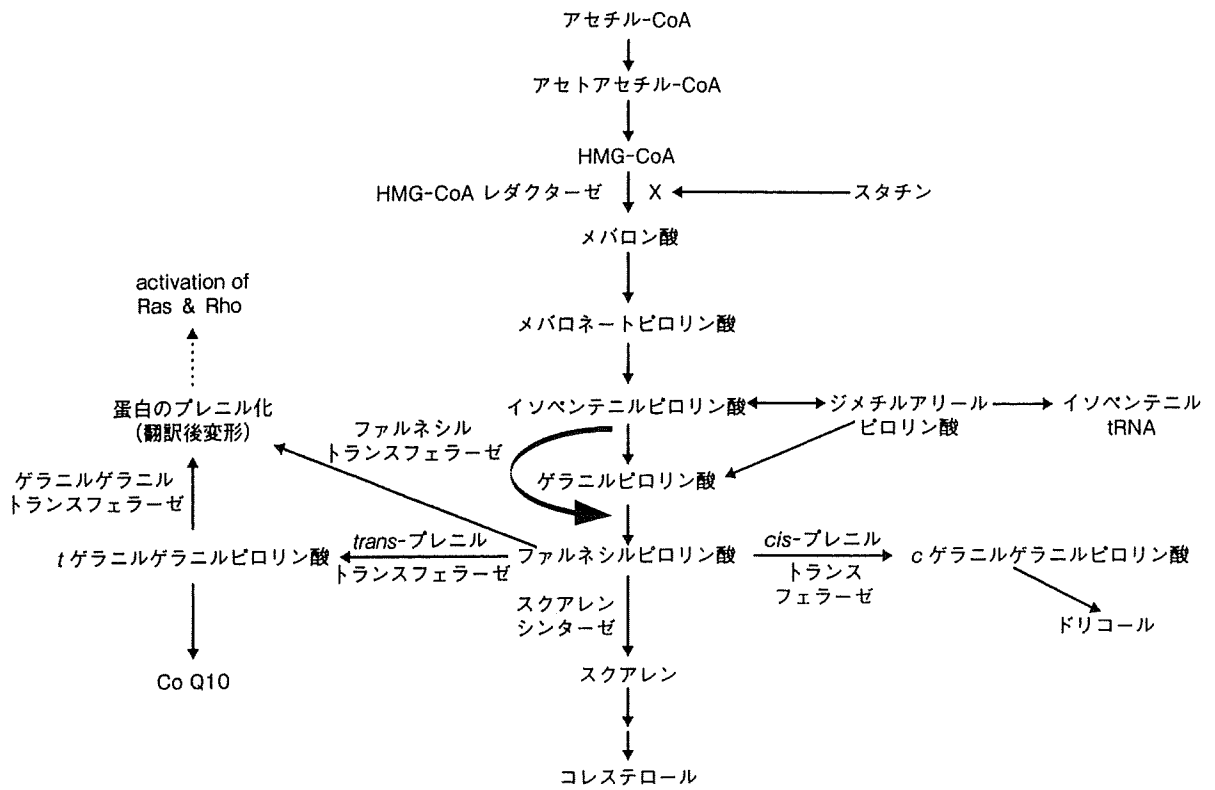 アセチル-CoA
アセトアセチル-CoA
HMG-CoA
HMG-CoA レダクターゼ
X
スタチン
メバロン酸
activation of
Ras & Rho
メバロネートピロリン酸
蛋白のプレニル化
(翻訳後変形)
ファルネシル
トランスフェラーゼ
イソペンテニルピロリン酸
ジメチルアリール
ピロリン酸
イソペンテニル
tRNA
ゲラニルゲラニル
トランスフェラーゼ
ゲラニルピロリン酸
t ゲラニルゲラニルピロリン酸
trans-プレニル
トランスフェラーゼ
ファルネシルピロリン酸
cis-プレニル
トランス
フェラーゼ
c ゲラニルゲラニルピロリン酸
スクアレン
シンターゼ
ドリコール
Co Q10
スクアレン
コレステロール